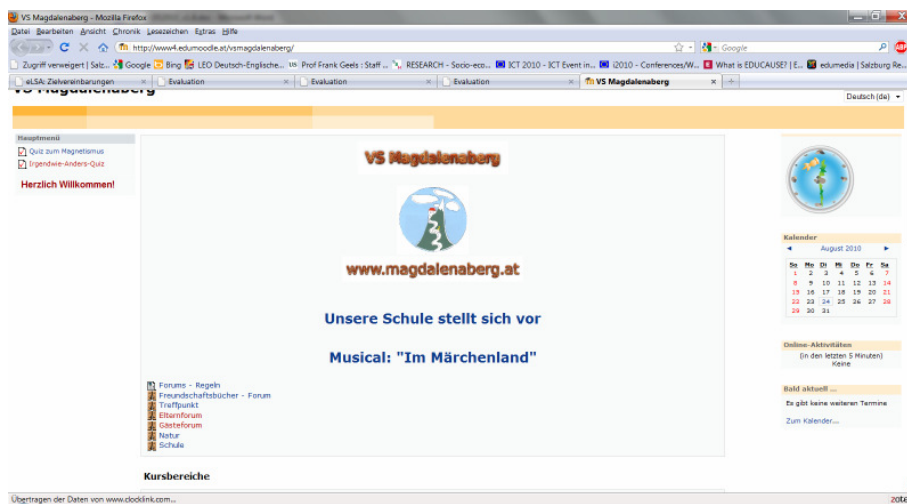 VS Magdalenaberg - Mozilla Firefox
Datei Bearbeiten Ansicht Chronik Lesezeichen Extras Hilfe
http://www4.edumoodle.at/vsmagdalenaberg/
Google
Zugriff verweigert | Salz... Google Bing LEO Deutsch-Englische... Prof Frank Geels : Staff ... RESEARCH - Socio-eco... ICT 2010 - ICT Event in... i2010 - Conferences/W... What is EDUCAUSE? | E... edumedia | Salzburg Re...
eLSA: Zielvereinbarungen Evaluation Evaluation Evaluation VS Magdalenaberg
VS Magdalenaberg
Deutsch (de)
Hauptmenü
Quiz zum Magnetismus
Irgendwie-Anders-Quiz
Herzlich Willkommen!
VS Magdalenaberg
www.magdalenaberg.at
Unsere Schule stellt sich vor
Musical: "Im Märchenland"
Forums - Regeln
Freundschaftsbücher - Forum
Treffpunkt
Elternforum
Gästeforum
Natur
Schule
Kursbereiche
Kalender
August 2010
So Mo Di Mi Do Fr Sa
1 2 3 4 5 6 7
8 9 10 11 12 13 14
15 16 17 18 19 20 21
22 23 24 25 26 27 28
29 30 31
Online-Aktivitäten
(in den letzten 5 Minuten)
Keine
Bald aktuell ...
Es gibt keine weiteren Termine
Zum Kalender...
Übertragen der Daten von www.clocklink.com...